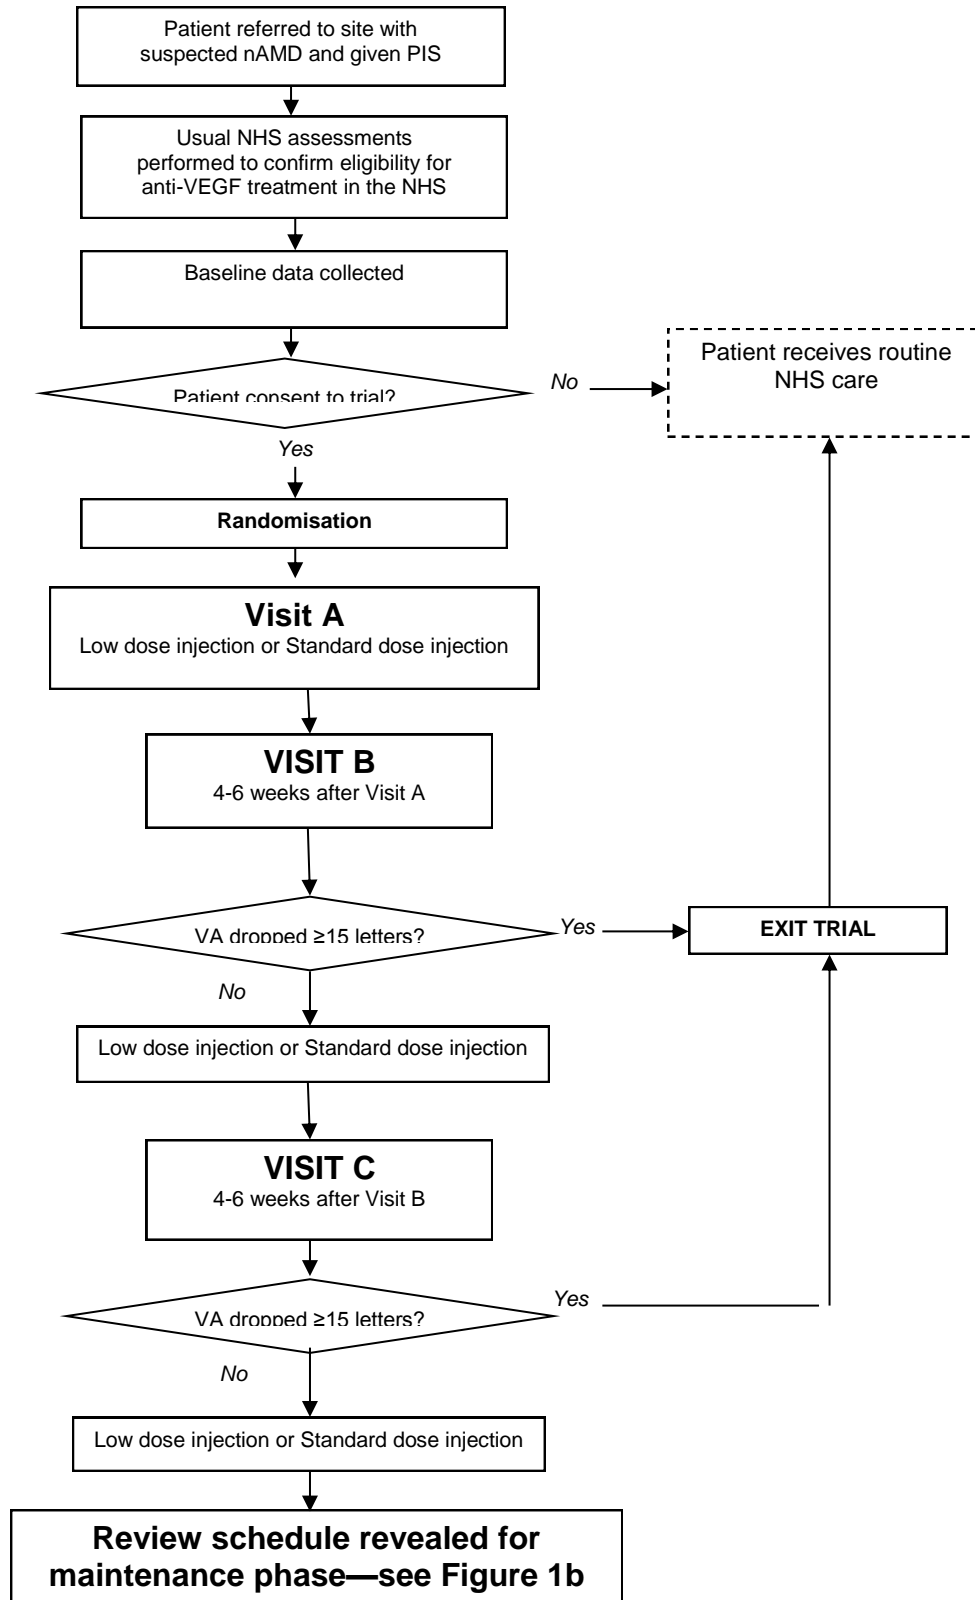 Patient referred to site with
suspected nAMD and given PIS
Usual NHS assessments
performed to confirm eligibility for
anti-VEGF treatment in the NHS
Baseline data collected
Patient receives routine
NHS care
Patient consent to trial?
No
Yes
Randomisation
Visit A
Low dose injection or Standard dose injection
VISIT B
4-6 weeks after Visit A
VA dropped ≥15 letters?
Yes
EXIT TRIAL
No
Low dose injection or Standard dose injection
VISIT C
4-6 weeks after Visit B
Yes
VA dropped ≥15 letters?
No
Low dose injection or Standard dose injection
Review schedule revealed for
maintenance phase—see Figure 1b